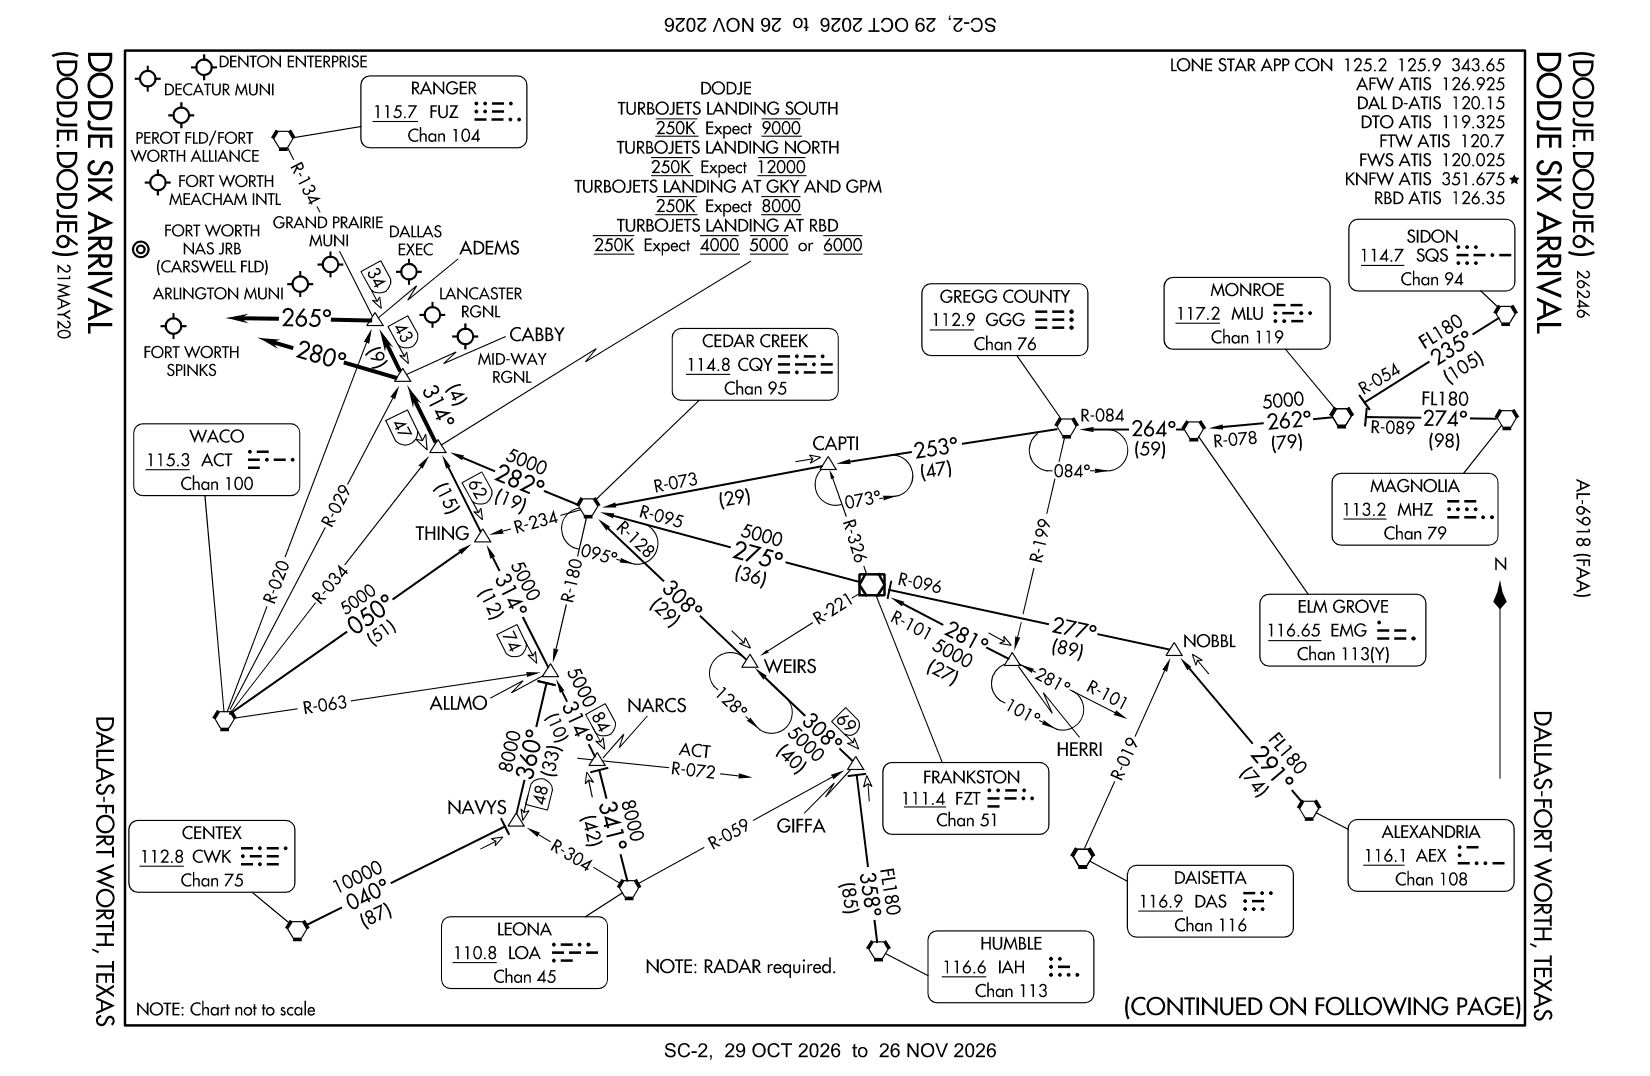 SC-2, 29 OCT 2026 to 26 NOV 2026
(DODJE.DODJE6) 21MAY20
DODJE SIX ARRIVAL
DALLAS-FORT WORTH, TEXAS
(DODJE.DODJE6) 26246
DODJE SIX ARRIVAL
AL-6918 (FAA)
DALLAS-FORT WORTH, TEXAS
DENTON ENTERPRISE
DECATUR MUNI
PEROT FLD/FORT
WORTH ALLIANCE
FORT WORTH
MEACHAM INTL
FORT WORTH
NAS JRB
(CARSWELL FLD)
GRAND PRAIRIE
MUNI
DALLAS
EXEC
ARLINGTON MUNI
LANCASTER
RGNL
MID-WAY
RGNL
FORT WORTH
SPINKS
RANGER
115.7 FUZ
Chan 104
R-134
DODJE
TURBOJETS LANDING SOUTH
250K Expect 9000
TURBOJETS LANDING NORTH
250K Expect 12000
TURBOJETS LANDING AT GKY AND GPM
250K Expect 8000
TURBOJETS LANDING AT RBD
250K Expect 4000 5000 or 6000
LONE STAR APP CON 125.2 125.9 343.65
AFW ATIS 126.925
DAL D-ATIS 120.15
DTO ATIS 119.325
FTW ATIS 120.7
FWS ATIS 120.025
KNFW ATIS 351.675
RBD ATIS 126.35
SIDON
114.7 SQS
Chan 94
MONROE
117.2 MLU
Chan 119
GREGG COUNTY
112.9 GGG
Chan 76
CEDAR CREEK
114.8 CQY
Chan 95
ADEMS
34
265°
43
(9)
CABBY
280°
(4)
314°
47
FL180
235°
(105)
R-054
FL180
274°
(98)
R-089
5000
262°
(79)
R-078
R-084
264°
(59)
084°
MAGNOLIA
113.2 MHZ
Chan 79
N
WACO
115.3 ACT
Chan 100
R-020
R-029
R-034
5000
050°
(51)
R-063
5000
282°
(19)
62
(15)
THING
R-234
CAPTI
253°
(47)
073°
R-073
(29)
R-326
R-199
R-095
5000
275°
(36)
R-128
095°
R-180
308°
(29)
R-221
R-096
277°
(89)
R-101
281°
5000
(27)
NOBBL
ELM GROVE
116.65 EMG
Chan 113(Y)
5000
314°
(12)
74
ALLMO
WEIRS
128°
308°
5000
(40)
69
281°
R-101
101°
HERRI
R-019
FL180
291°
(74)
5000
314°
(10)
84
NARCS
ACT
R-072
8000
360°
(33)
48
NAVYS
8000
341°
(42)
R-304
R-059
GIFFA
FRANKSTON
111.4 FZT
Chan 51
FL180
358°
(85)
ALEXANDRIA
116.1 AEX
Chan 108
DAISETTA
116.9 DAS
Chan 116
CENTEX
112.8 CWK
Chan 75
10000
040°
(87)
LEONA
110.8 LOA
Chan 45
HUMBLE
116.6 IAH
Chan 113
NOTE: RADAR required.
NOTE: Chart not to scale
(CONTINUED ON FOLLOWING PAGE)
SC-2, 29 OCT 2026 to 26 NOV 2026